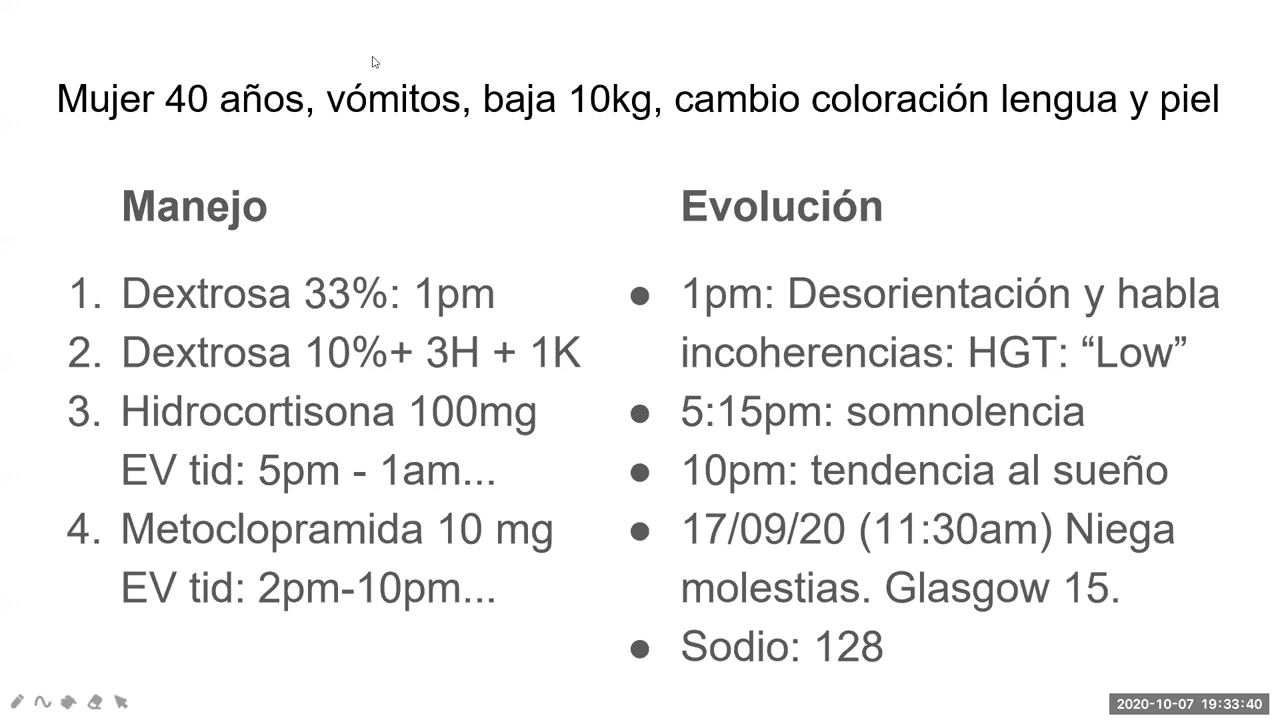 Mujer 40 años, vómitos, baja 10kg, cambio coloración lengua y piel
Manejo
1. Dextrosa 33%: 1pm
2. Dextrosa 10%+ 3H + 1K
3. Hidrocortisona 100mg
EV tid: 5pm - 1am...
4. Metoclopramida 10 mg
EV tid: 2pm-10pm...
Evolución
● 1pm: Desorientación y habla
incoherencias: HGT: “Low”
● 5:15pm: somnolencia
● 10pm: tendencia al sueño
● 17/09/20 (11:30am) Niega
molestias. Glasgow 15.
● Sodio: 128
2020-10-07 19:33:40